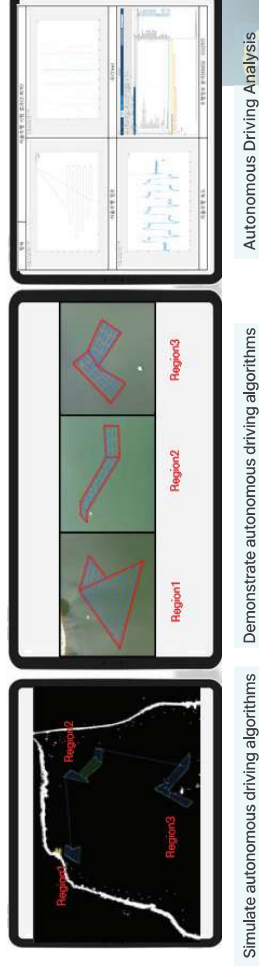 Region1
Region2
Region3
Simulate autonomous driving algorithms
Region1
Region2
Region3
Demonstrate autonomous driving algorithms
Autonomous Driving Analysis